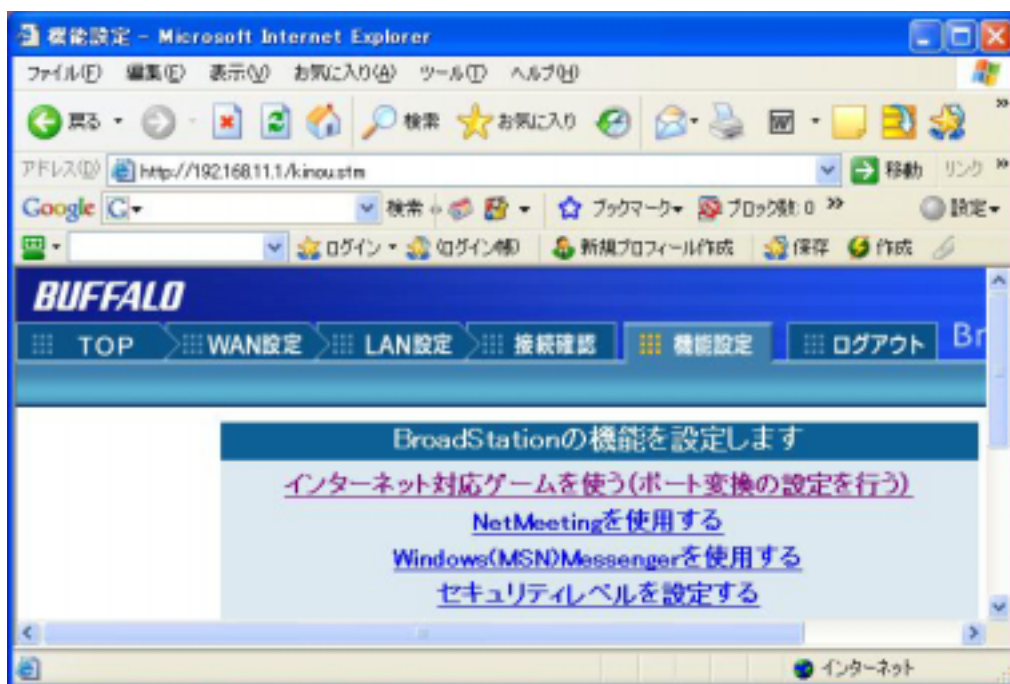 機能設定 - Microsoft Internet Explorer
ファイル(F) 編集(E) 表示(V) お気に入り(A) ツール(T) ヘルプ(H)
戻る 検索 お気に入り
アドレス(D) http://192.168.11.1/kinou.stm 移動 リンク »
Google G 検索 ブックマーク ブロック数: 0 » 設定
ログイン (ログイン帳) 新規プロフィール作成 保存 作成
BUFFALO
TOP WAN設定 LAN設定 接続確認 機能設定 ログアウト Br
BroadStationの機能を設定します
インターネット対応ゲームを使う(ポート変換の設定を行う)
NetMeetingを使用する
Windows(MSN)Messengerを使用する
セキュリティレベルを設定する
インターネット